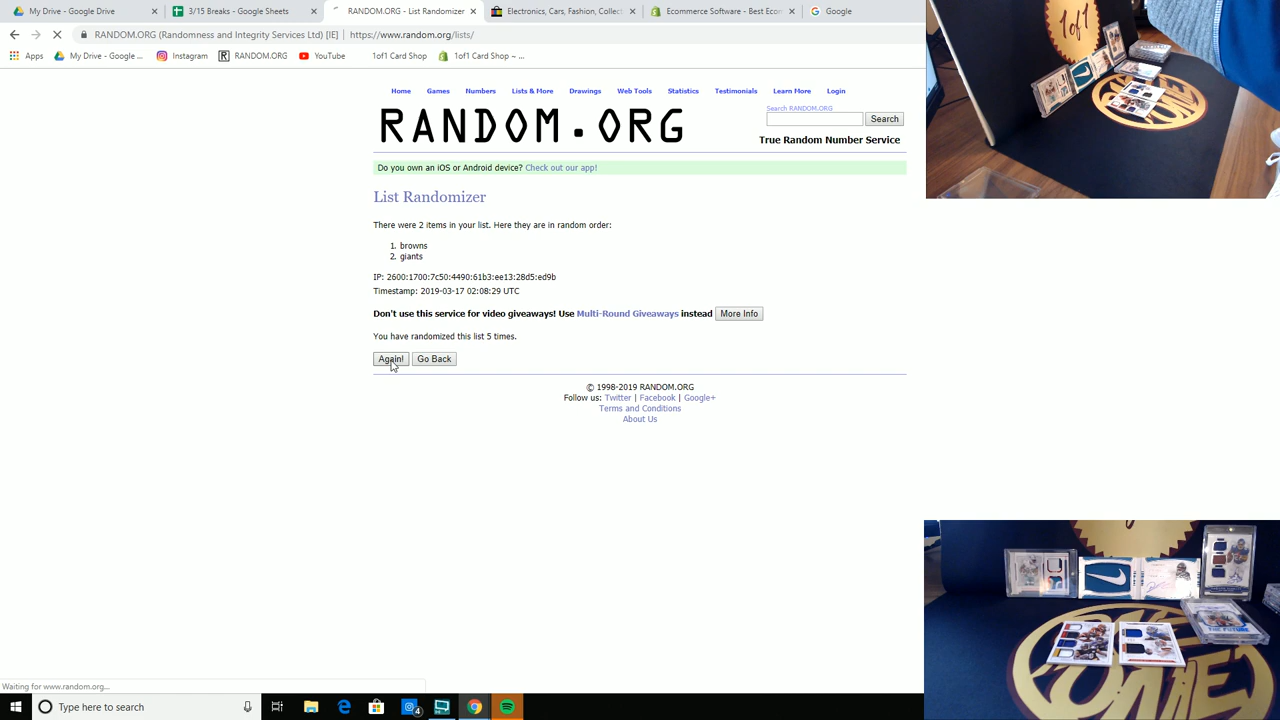 My Drive - Google Drive
3/15 Breaks - Google Sheets
RANDOM.ORG - List Randomizer
Electronics, Cars, Fashion, Collect
Ecommerce Software - Best Ecom
Google
RANDOM.ORG (Randomness and Integrity Services Ltd) [IE] | https://www.random.org/lists/
Apps
My Drive - Google ...
Instagram
RANDOM.ORG
YouTube
1of1 Card Shop
1of1 Card Shop ~ ...
Home Games Numbers Lists & More Drawings Web Tools Statistics Testimonials Learn More Login
Search RANDOM.ORG
RANDOM.ORG
Search
True Random Number Service
Do you own an iOS or Android device? Check out our app!
List Randomizer
There were 2 items in your list. Here they are in random order:
1. browns
2. giants
IP: 2600:1700:7c50:4490:61b3:ee13:28d5:ed9b
Timestamp: 2019-03-17 02:08:29 UTC
Don't use this service for video giveaways! Use Multi-Round Giveaways instead More Info
You have randomized this list 5 times.
Again! Go Back
© 1998-2019 RANDOM.ORG
Follow us: Twitter | Facebook | Google+
Terms and Conditions
About Us
1of1
ONE
THE FUTURE
ONE
Waiting for www.random.org...
Type here to search
4